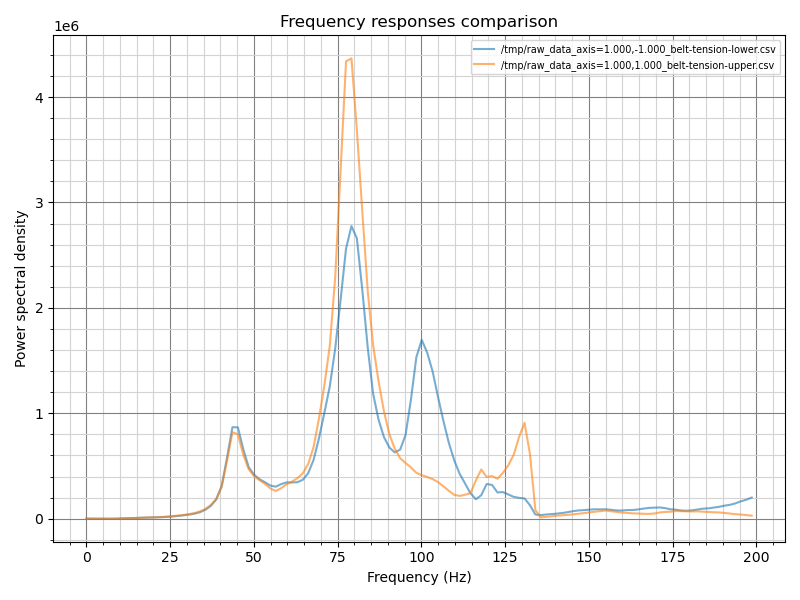 Frequency responses comparison
1e6
/tmp/raw_data_axis=1.000,-1.000_belt-tension-lower.csv
/tmp/raw_data_axis=1.000,1.000_belt-tension-upper.csv
4
3
2
1
0
Power spectral density
0 25 50 75 100 125 150 175 200
Frequency (Hz)